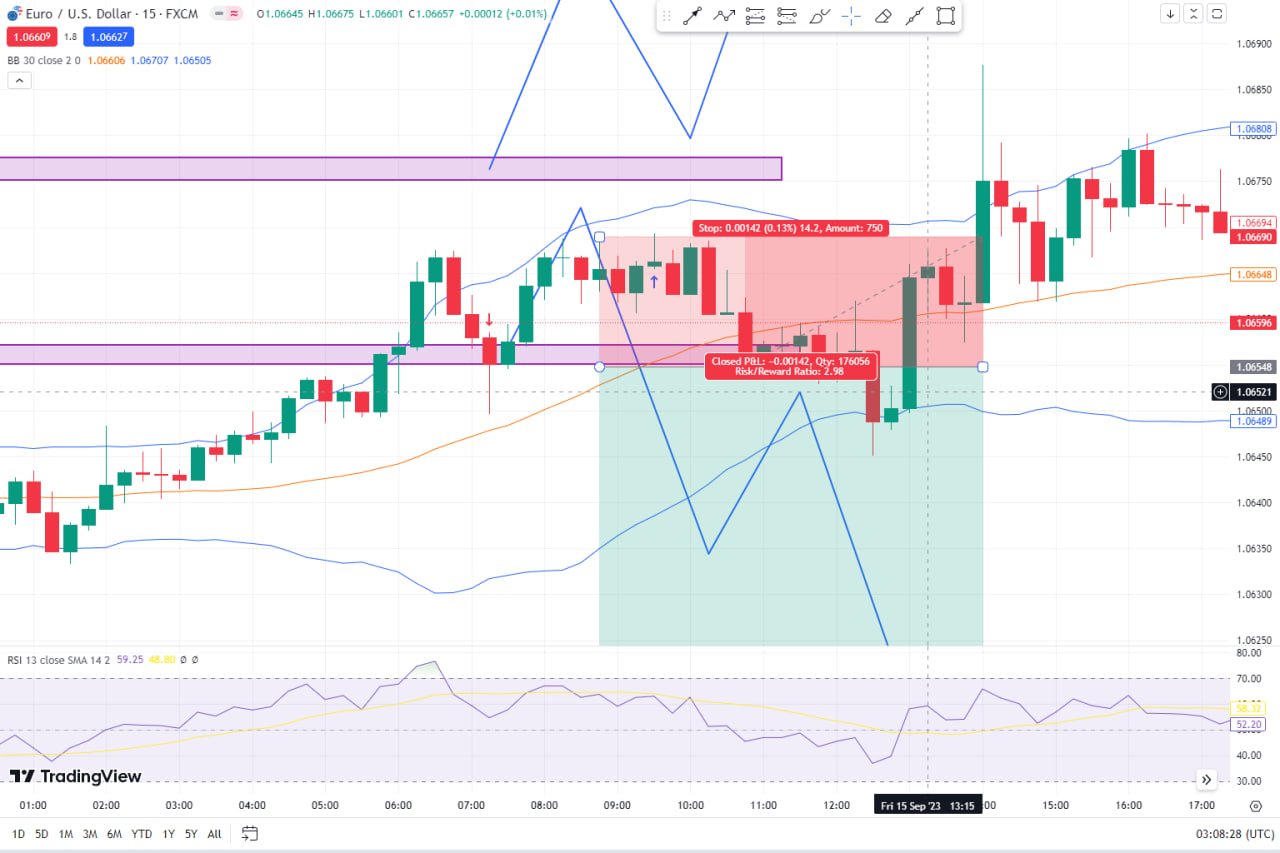 Euro / U.S. Dollar · 15 · FXCM O1.06645 H1.06675 L1.06601 C1.06657 +0.00012 (+0.01%)
1.06609 1.8 1.06627
BB 30 close 2 0 1.06606 1.06707 1.06505
1.06900
1.06850
1.06808
1.06750
1.06694
Stop: 0.00142 (0.13%) 14.2, Amount: 750
1.06690
1.06648
1.06596
Closed P&L: −0.00142, Qty: 176056
Risk/Reward Ratio: 2.98
1.06548
1.06521
1.06500
1.06489
1.06450
1.06400
1.06350
1.06300
1.06250
RSI 13 close SMA 14 2 59.25 48.80 Ø Ø
80.00
70.00
58.32
52.20
40.00
30.00
TradingView
01:00 02:00 03:00 04:00 05:00 06:00 07:00 08:00 09:00 10:00 11:00 12:00 Fri 15 Sep '23 13:15 15:00 16:00 17:00
1D 5D 1M 3M 6M YTD 1Y 5Y All 03:08:28 (UTC)